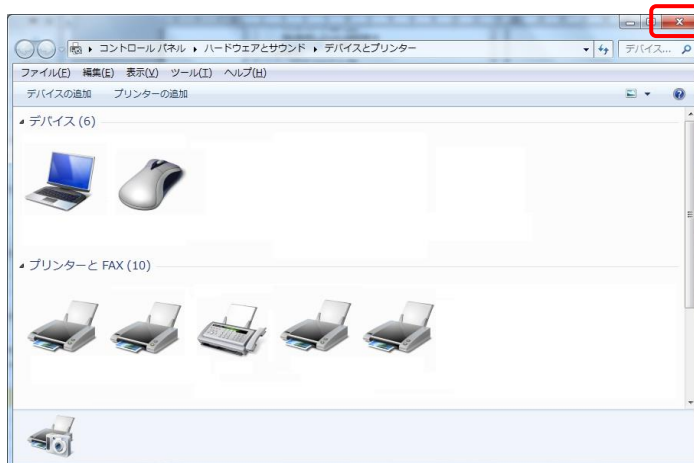 コントロール パネル ▸ ハードウェアとサウンド ▸ デバイスとプリンター
デバイス...
ファイル(F) 編集(E) 表示(V) ツール(T) ヘルプ(H)
デバイスの追加 プリンターの追加
デバイス (6)
プリンターと FAX (10)